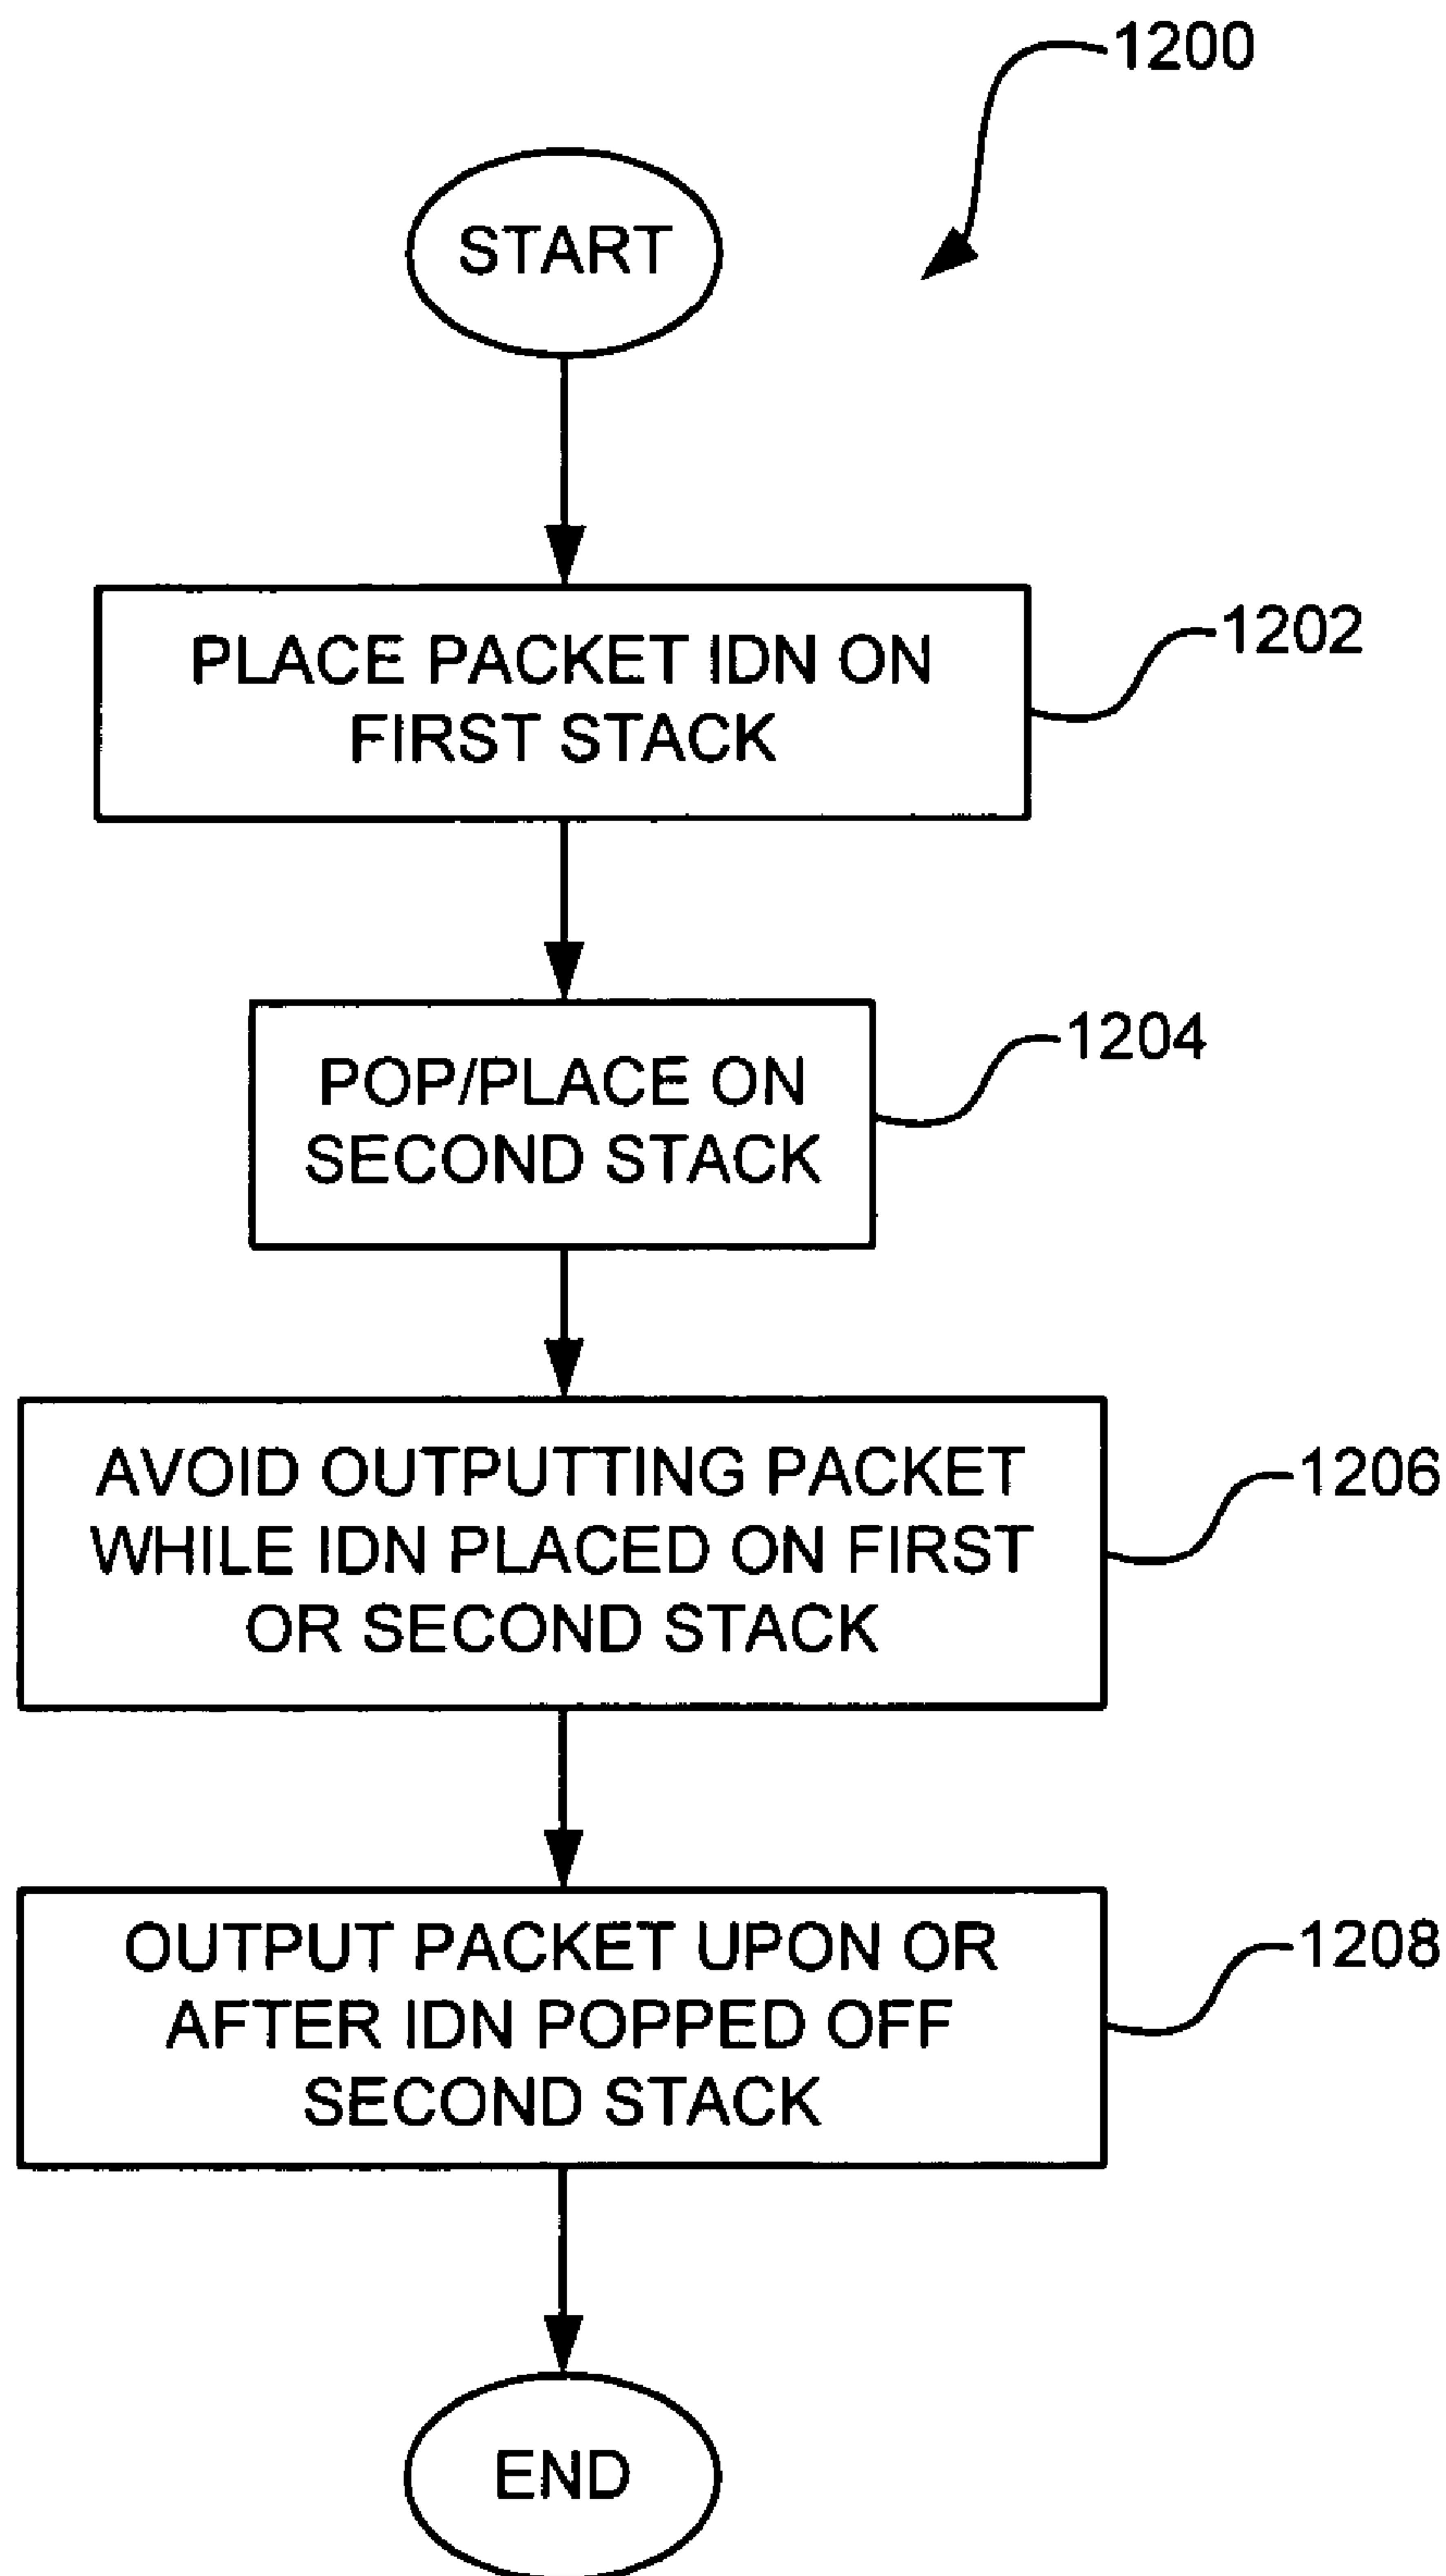 1200
START
PLACE PACKET IDN ON
FIRST STACK
1202
POP/PLACE ON
SECOND STACK
1204
AVOID OUTPUTTING PACKET
WHILE IDN PLACED ON FIRST
OR SECOND STACK
1206
OUTPUT PACKET UPON OR
AFTER IDN POPPED OFF
SECOND STACK
1208
END